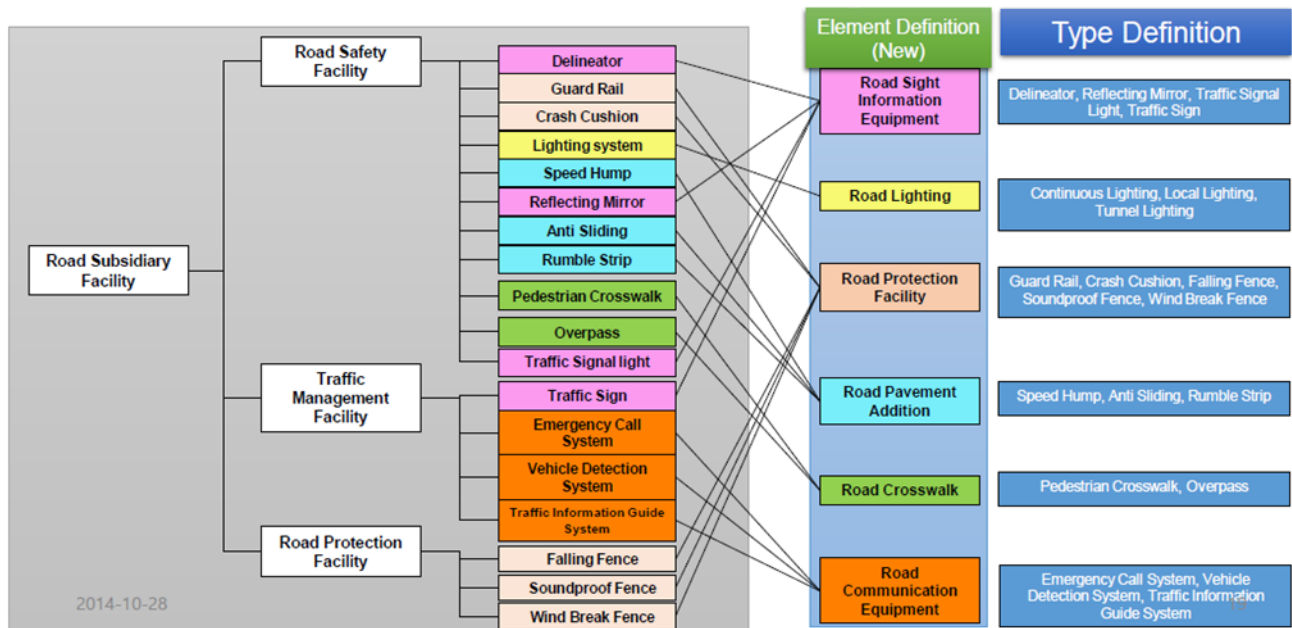 Road Subsidiary
Facility
Road Safety
Facility
Traffic
Management
Facility
Road Protection
Facility
Delineator
Guard Rail
Crash Cushion
Lighting system
Speed Hump
Reflecting Mirror
Anti Sliding
Rumble Strip
Pedestrian Crosswalk
Overpass
Traffic Signal light
Traffic Sign
Emergency Call
System
Vehicle Detection
System
Traffic Information Guide
System
Falling Fence
Soundproof Fence
Wind Break Fence
2014-10-28
Element Definition
(New)
Road Sight
Information
Equipment
Road Lighting
Road Protection
Facility
Road Pavement
Addition
Road Crosswalk
Road
Communication
Equipment
Type Definition
Delineator, Reflecting Mirror, Traffic Signal
Light, Traffic Sign
Continuous Lighting, Local Lighting,
Tunnel Lighting
Guard Rail, Crash Cushion, Falling Fence,
Soundproof Fence, Wind Break Fence
Speed Hump, Anti Sliding, Rumble Strip
Pedestrian Crosswalk, Overpass
Emergency Call System, Vehicle
Detection System, Traffic Information
Guide System